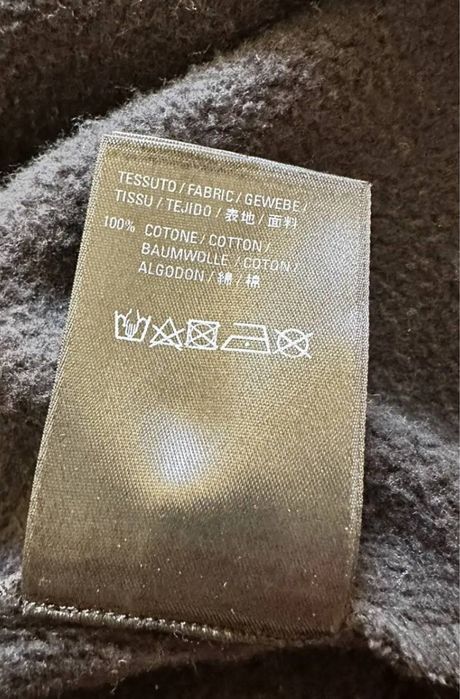 TESSUTO / FABRIC / GEWEBE /
TISSU / TEJIDO / 表地 / 面料
100% COTONE / COTTON /
BAUMWOLLE / COTON /
ALGODON / 綿 / 棉